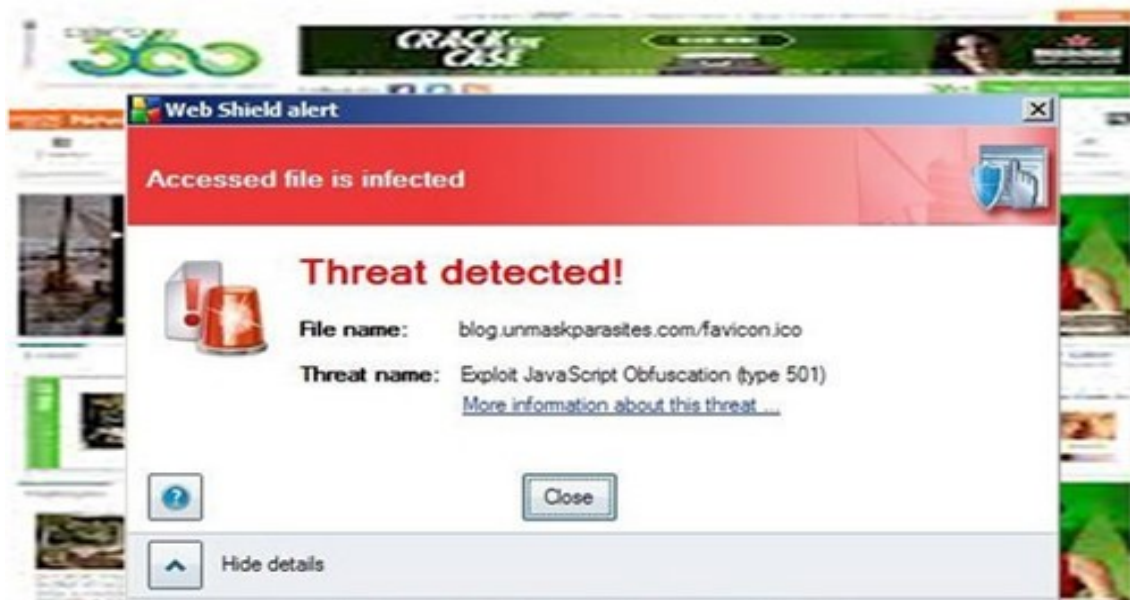 360
CRACK THE
CASE
Web Shield alert
Accessed file is infected
Threat detected!
File name: blog.unmaskparasites.com/favicon.ico
Threat name: Exploit JavaScript Obfuscation (type 501)
More information about this threat ...
Close
Hide details